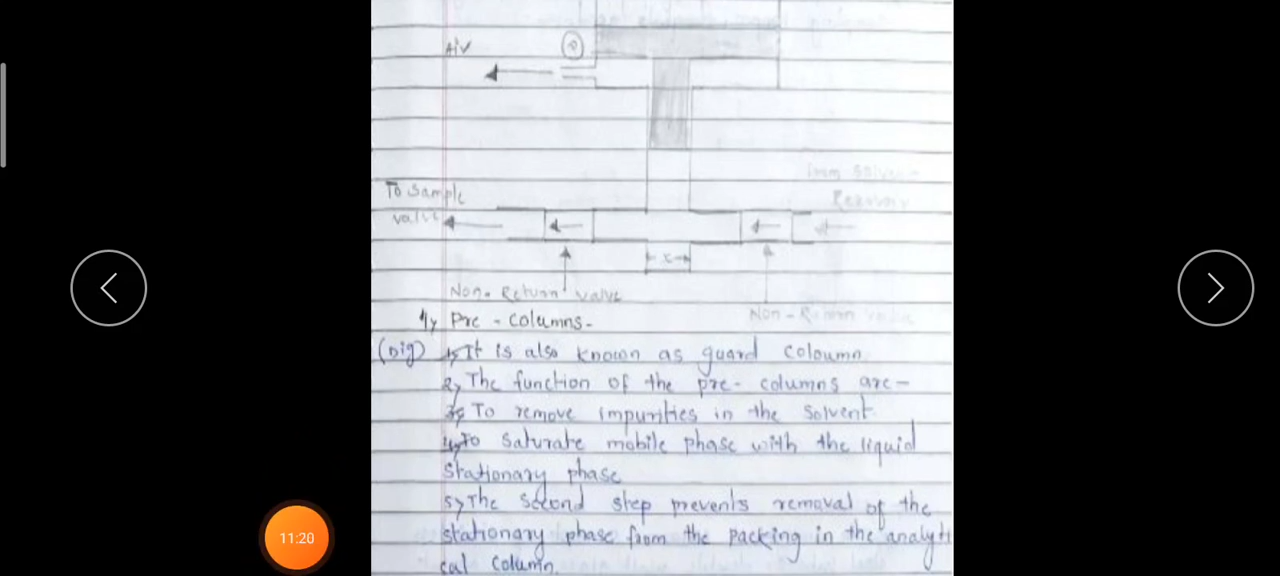 Air
To Sample
valve
Recovery
x
Non-Return valve
Non-Return valve
4y Pre-columns-
(Dig) 1, It is also known as guard coloumn
2, The function of the pre-columns are-
3, To remove impurities in the solvent.
4, To saturate mobile phase with the liquid
stationary phase
5, The second step prevents removal of the
stationary phase from the packing in the analyti
cal column.
11:20